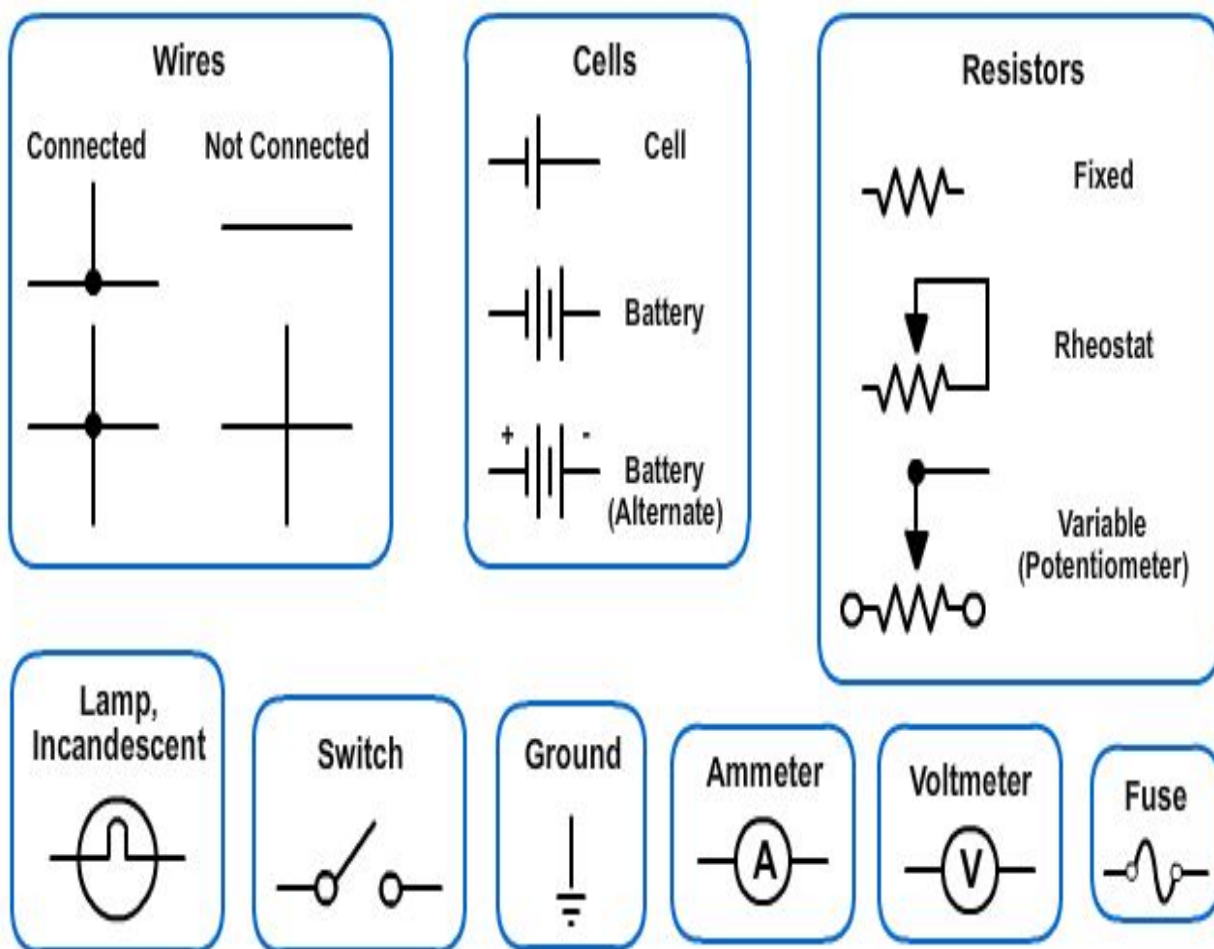 Wires
Connected
Not Connected
Cells
Cell
Battery
+ -
Battery
(Alternate)
Resistors
Fixed
Rheostat
Variable
(Potentiometer)
Lamp,
Incandescent
Switch
Ground
Ammeter
A
Voltmeter
V
Fuse